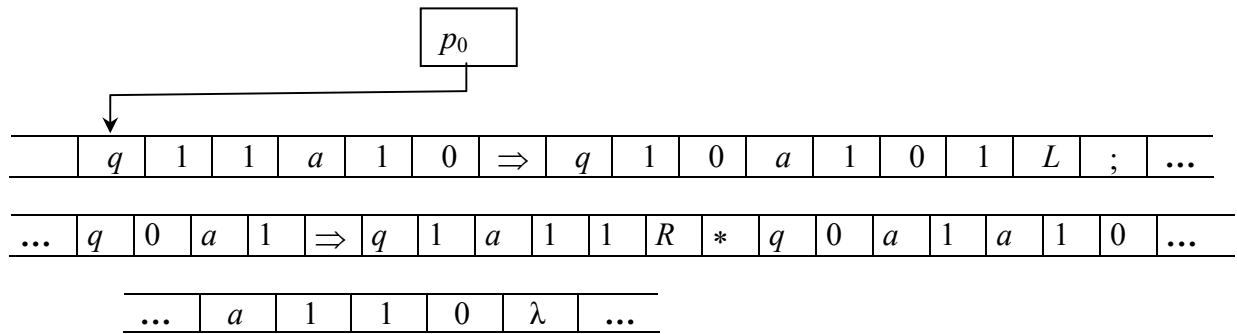 p0
q 1 1 a 1 0 ⇒ q 1 0 a 1 0 1 L ; ...
... q 0 a 1 ⇒ q 1 a 1 1 R * q 0 a 1 a 1 0 ...
... a 1 1 0 λ ...